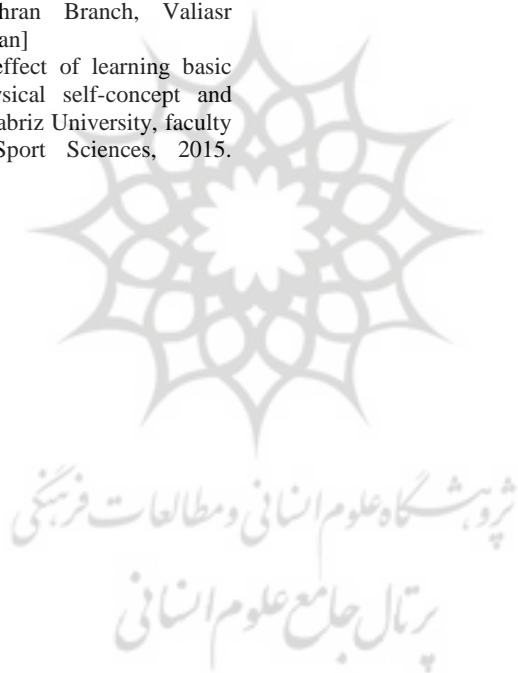 hran Branch, Valiasr
an]
effect of learning basic
ysical self-concept and
abriz University, faculty
Sport Sciences, 2015.
پژوهشگاه علوم انسانی و مطالعات فرهنگی
پرتال جامع علوم انسانی